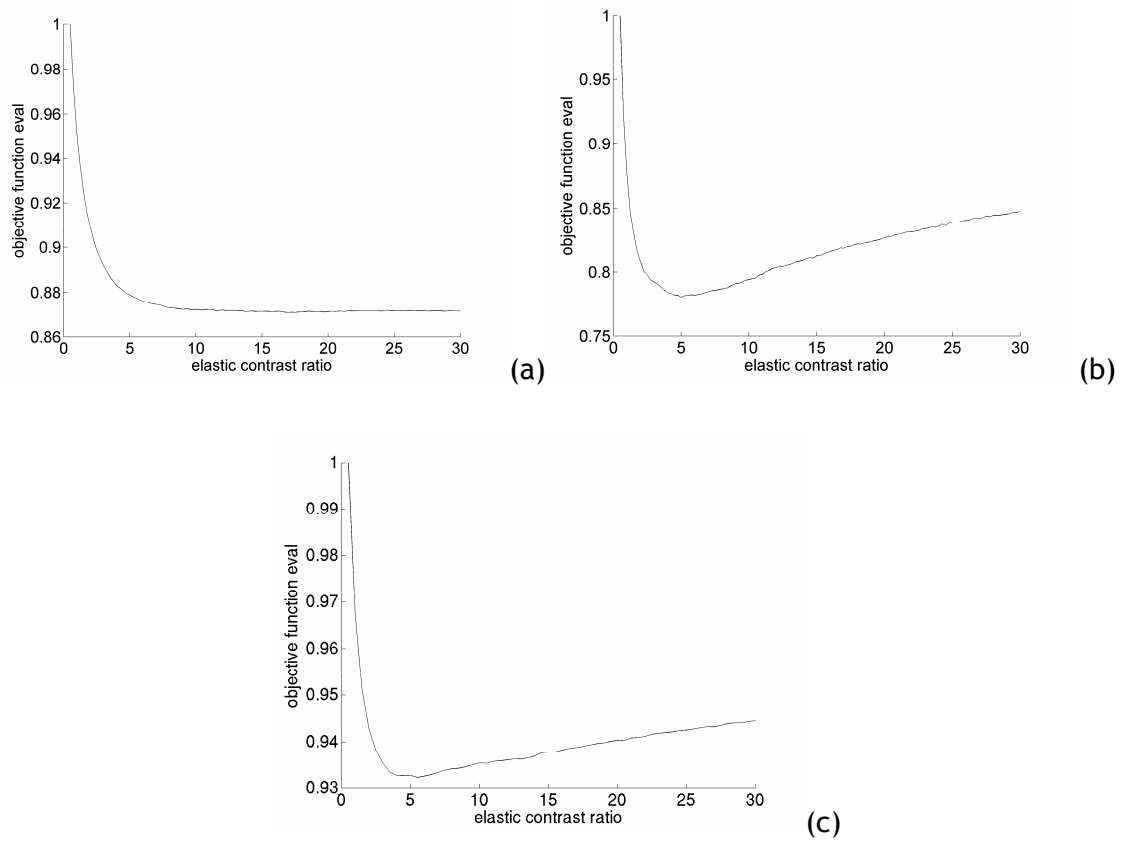 1
0.98
0.96
0.94
0.92
0.9
0.88
0.86
0 5 10 15 20 25 30
objective function eval
elastic contrast ratio
(a)
1
0.95
0.9
0.85
0.8
0.75
0 5 10 15 20 25 30
objective function eval
elastic contrast ratio
(b)
1
0.99
0.98
0.97
0.96
0.95
0.94
0.93
0 5 10 15 20 25 30
objective function eval
elastic contrast ratio
(c)